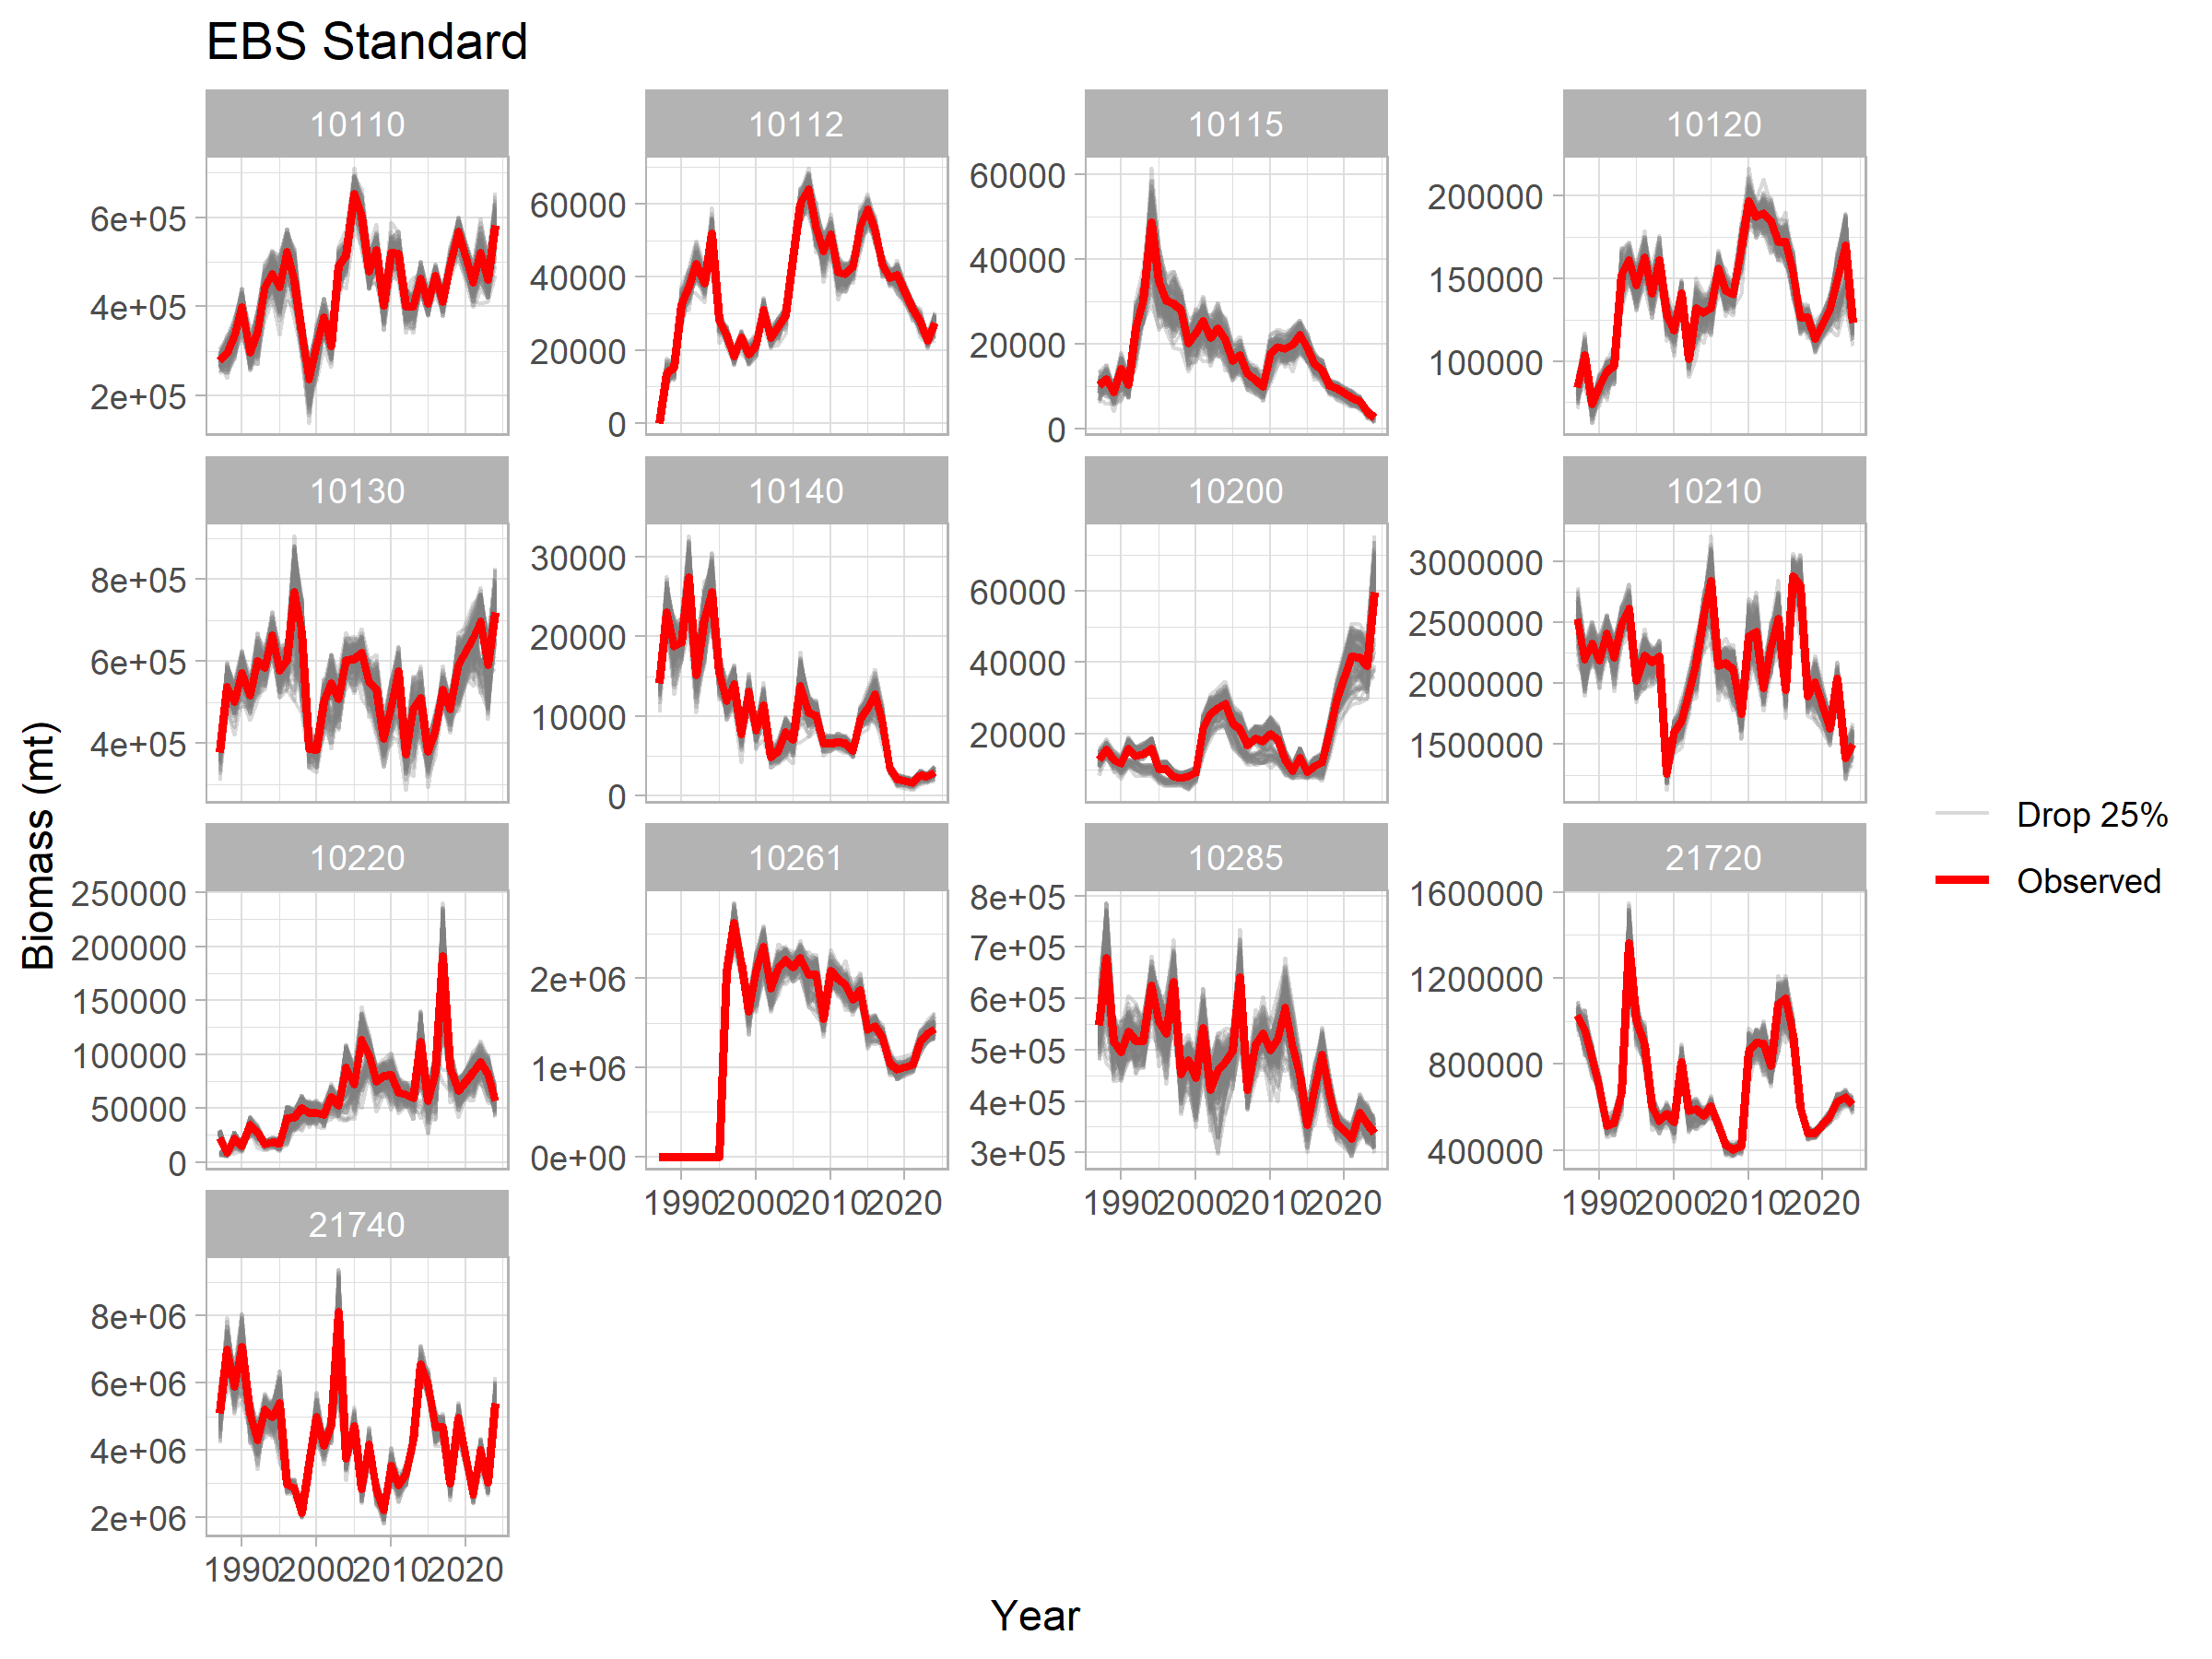 EBS Standard
10110
10112
10115
10120
6e+05
4e+05
2e+05
60000
40000
20000
0
60000
40000
20000
0
200000
150000
100000
10130
10140
10200
10210
8e+05
6e+05
4e+05
30000
20000
10000
0
60000
40000
20000
3000000
2500000
2000000
1500000
10220
10261
10285
21720
250000
200000
150000
100000
50000
0
2e+06
1e+06
0e+00
8e+05
7e+05
6e+05
5e+05
4e+05
3e+05
1600000
1200000
800000
400000
1990 2000 2010 2020
1990 2000 2010 2020
1990 2000 2010 2020
21740
8e+06
6e+06
4e+06
2e+06
1990 2000 2010 2020
Biomass (mt)
Year
Drop 25%
Observed